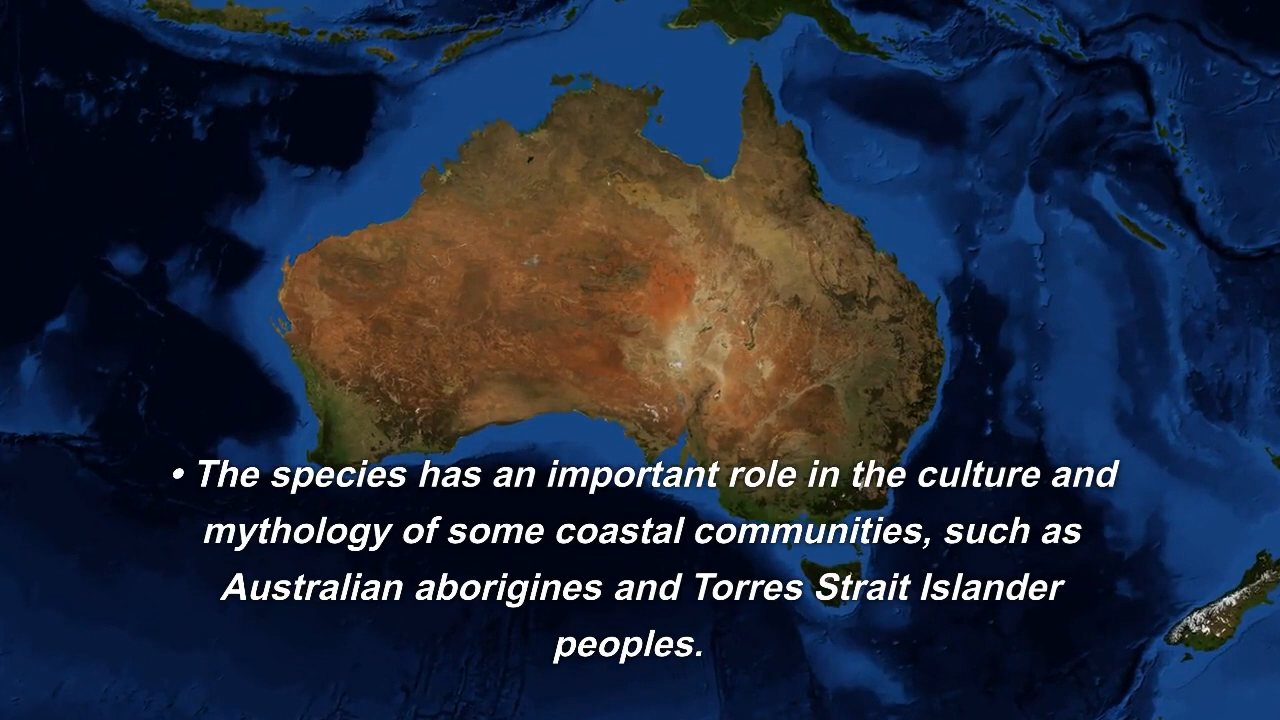 • The species has an important role in the culture and
mythology of some coastal communities, such as
Australian aborigines and Torres Strait Islander
peoples.